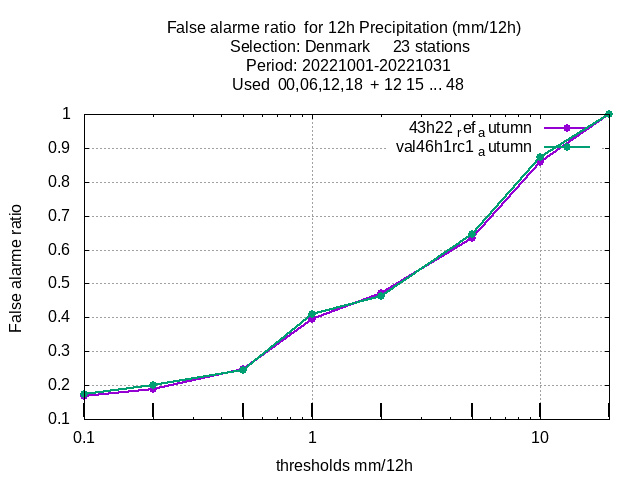 False alarme ratio  for 12h Precipitation (mm/12h)
Selection: Denmark     23 stations
Period: 20221001-20221031
Used  00,06,12,18  + 12 15 ... 48
43h22_ref_autumn
val46h1rc1_autumn
1
0.9
0.8
0.7
0.6
0.5
0.4
0.3
0.2
0.1
False alarme ratio
0.1 1 10
thresholds mm/12h